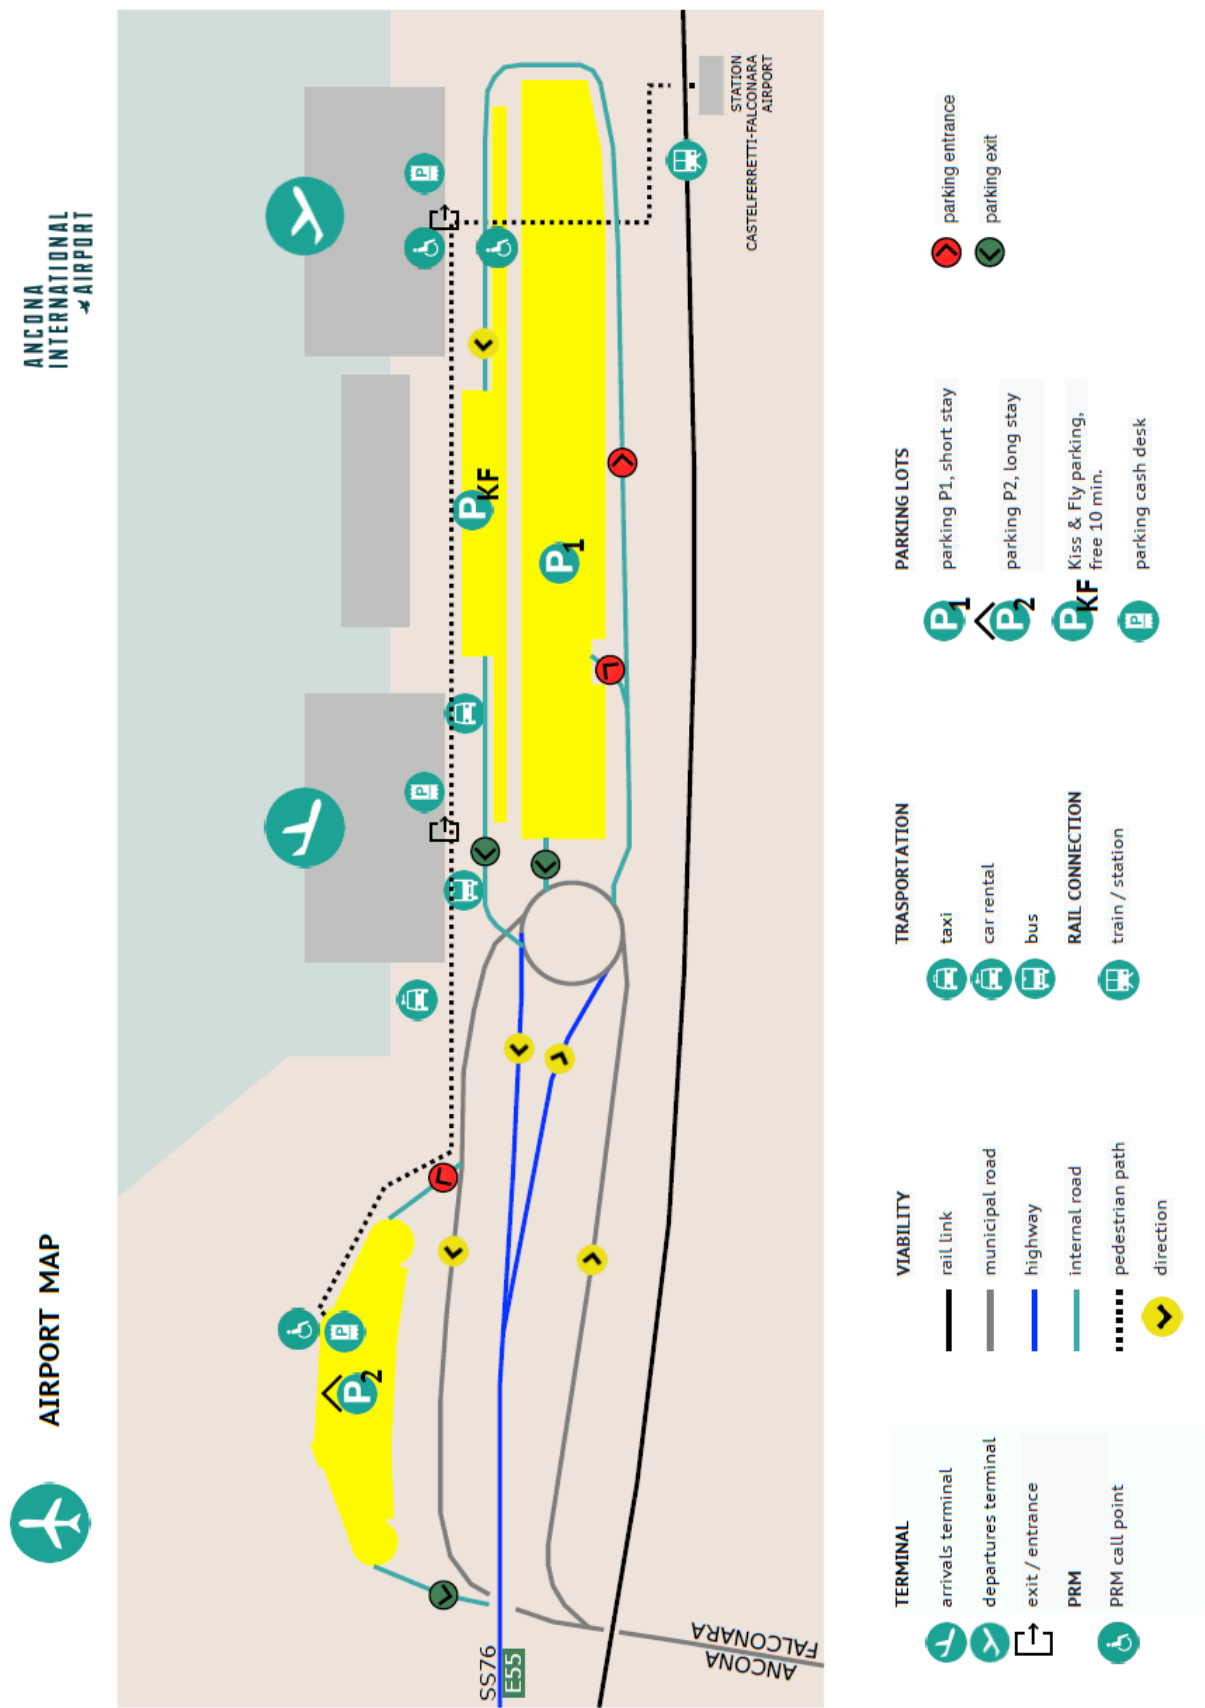 AIRPORT MAP
ANCONA
INTERNATIONAL
AIRPORT
P
P
KF
P
1
P
P
2
P
STATION
CASTELFERRETTI-FALCONARA
AIRPORT
SS76
E55
ANCONA
FALCONARA
TERMINAL
arrivals terminal
departures terminal
exit / entrance
PRM
PRM call point
VIABILITY
rail link
municipal road
highway
internal road
pedestrian path
direction
TRASPORTATION
taxi
car rental
bus
RAIL CONNECTION
train / station
PARKING LOTS
P1 parking P1, short stay
P2 parking P2, long stay
PKF Kiss & Fly parking,
free 10 min.
P parking cash desk
parking entrance
parking exit